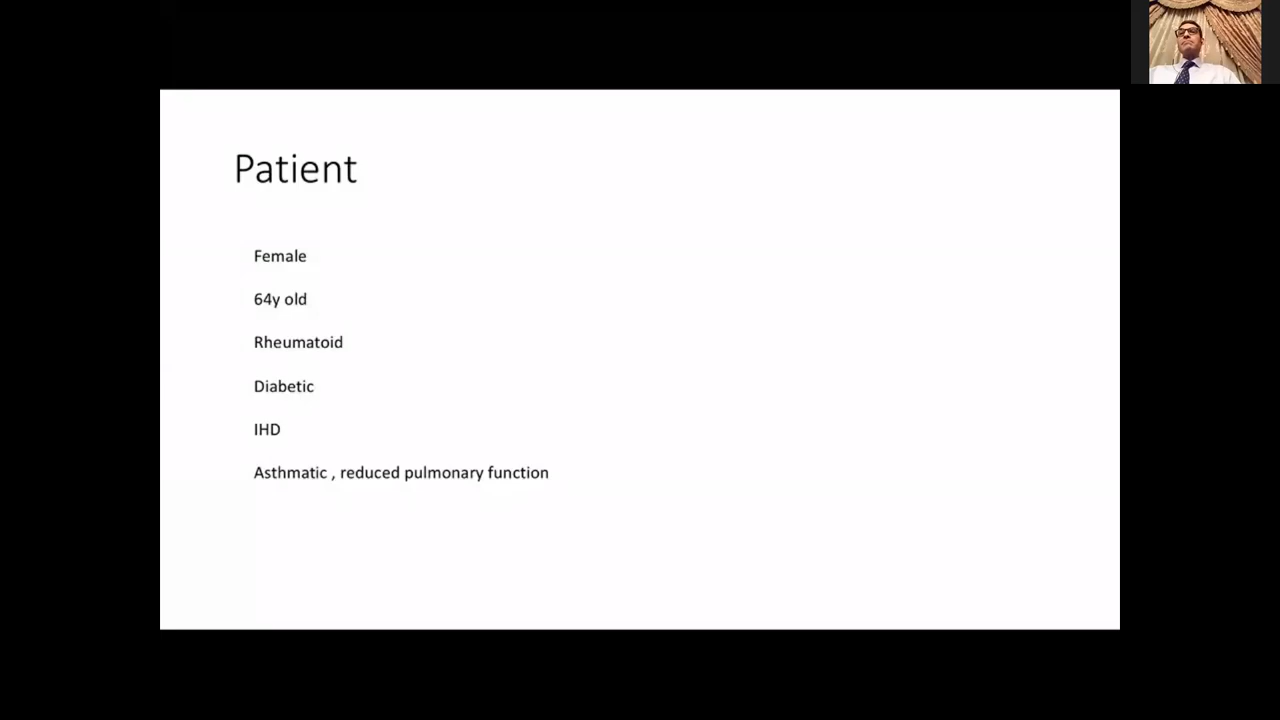 Patient
Female
64y old
Rheumatoid
Diabetic
IHD
Asthmatic , reduced pulmonary function